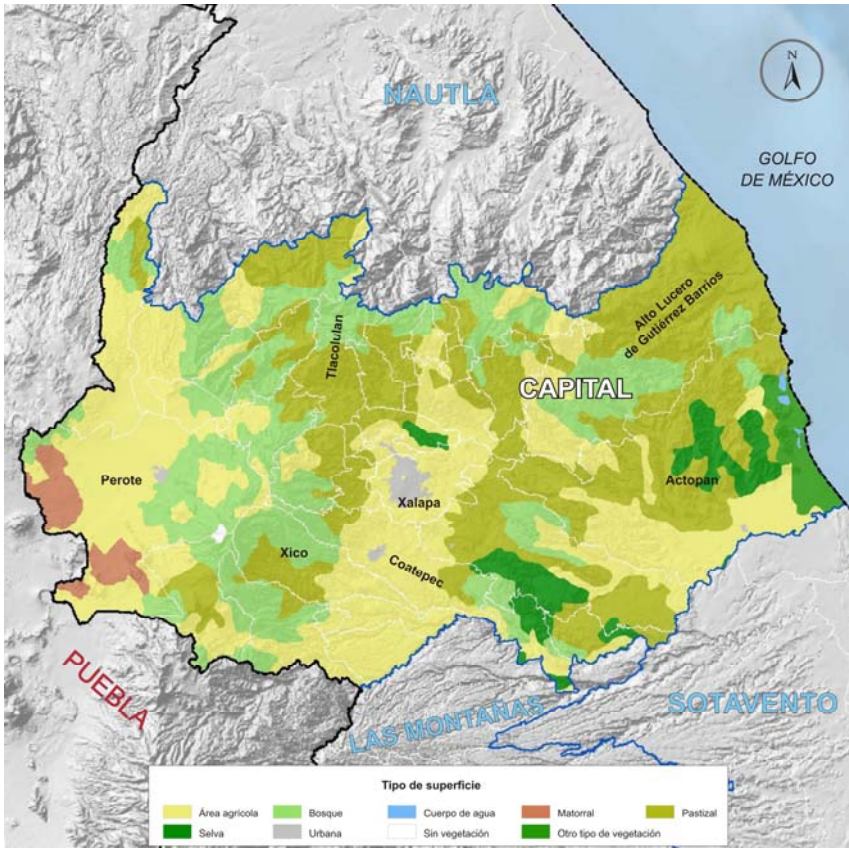 NAUTLA
N
GOLFO
DE MÉXICO
Alto Lucero
de Gutiérrez Barrios
Tlacolulan
CAPITAL
Perote
Actopan
Xalapa
Xico
Coatepec
PUEBLA
LAS MONTAÑAS
SOTAVENTO
Tipo de superficie
Área agrícola
Bosque
Cuerpo de agua
Matorral
Pastizal
Selva
Urbana
Sin vegetación
Otro tipo de vegetación